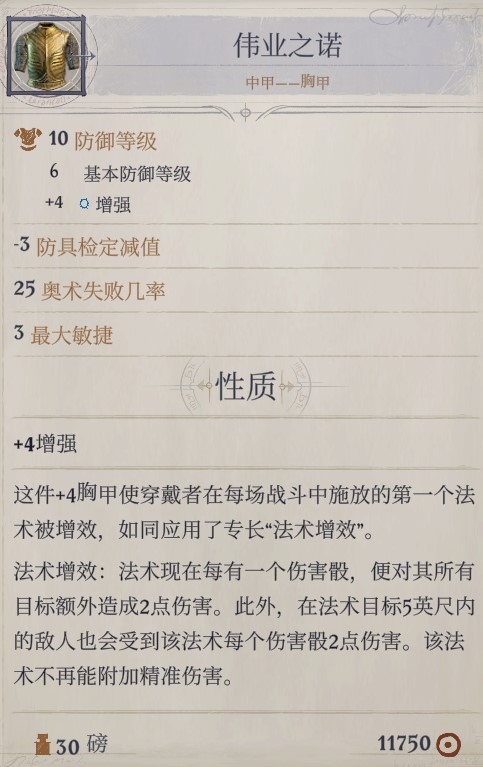 伟业之诺
中甲——胸甲
10 防御等级
6 基本防御等级
+4 增强
-3 防具检定减值
25 奥术失败几率
3 最大敏捷
性质
+4增强
这件+4胸甲使穿戴者在每场战斗中施放的第一个法
术被增效，如同应用了专长“法术增效”。
法术增效：法术现在每有一个伤害骰，便对其所有
目标额外造成2点伤害。此外，在法术目标5英尺内
的敌人也会受到该法术每个伤害骰2点伤害。该法
术不再能附加精准伤害。
30 磅
11750